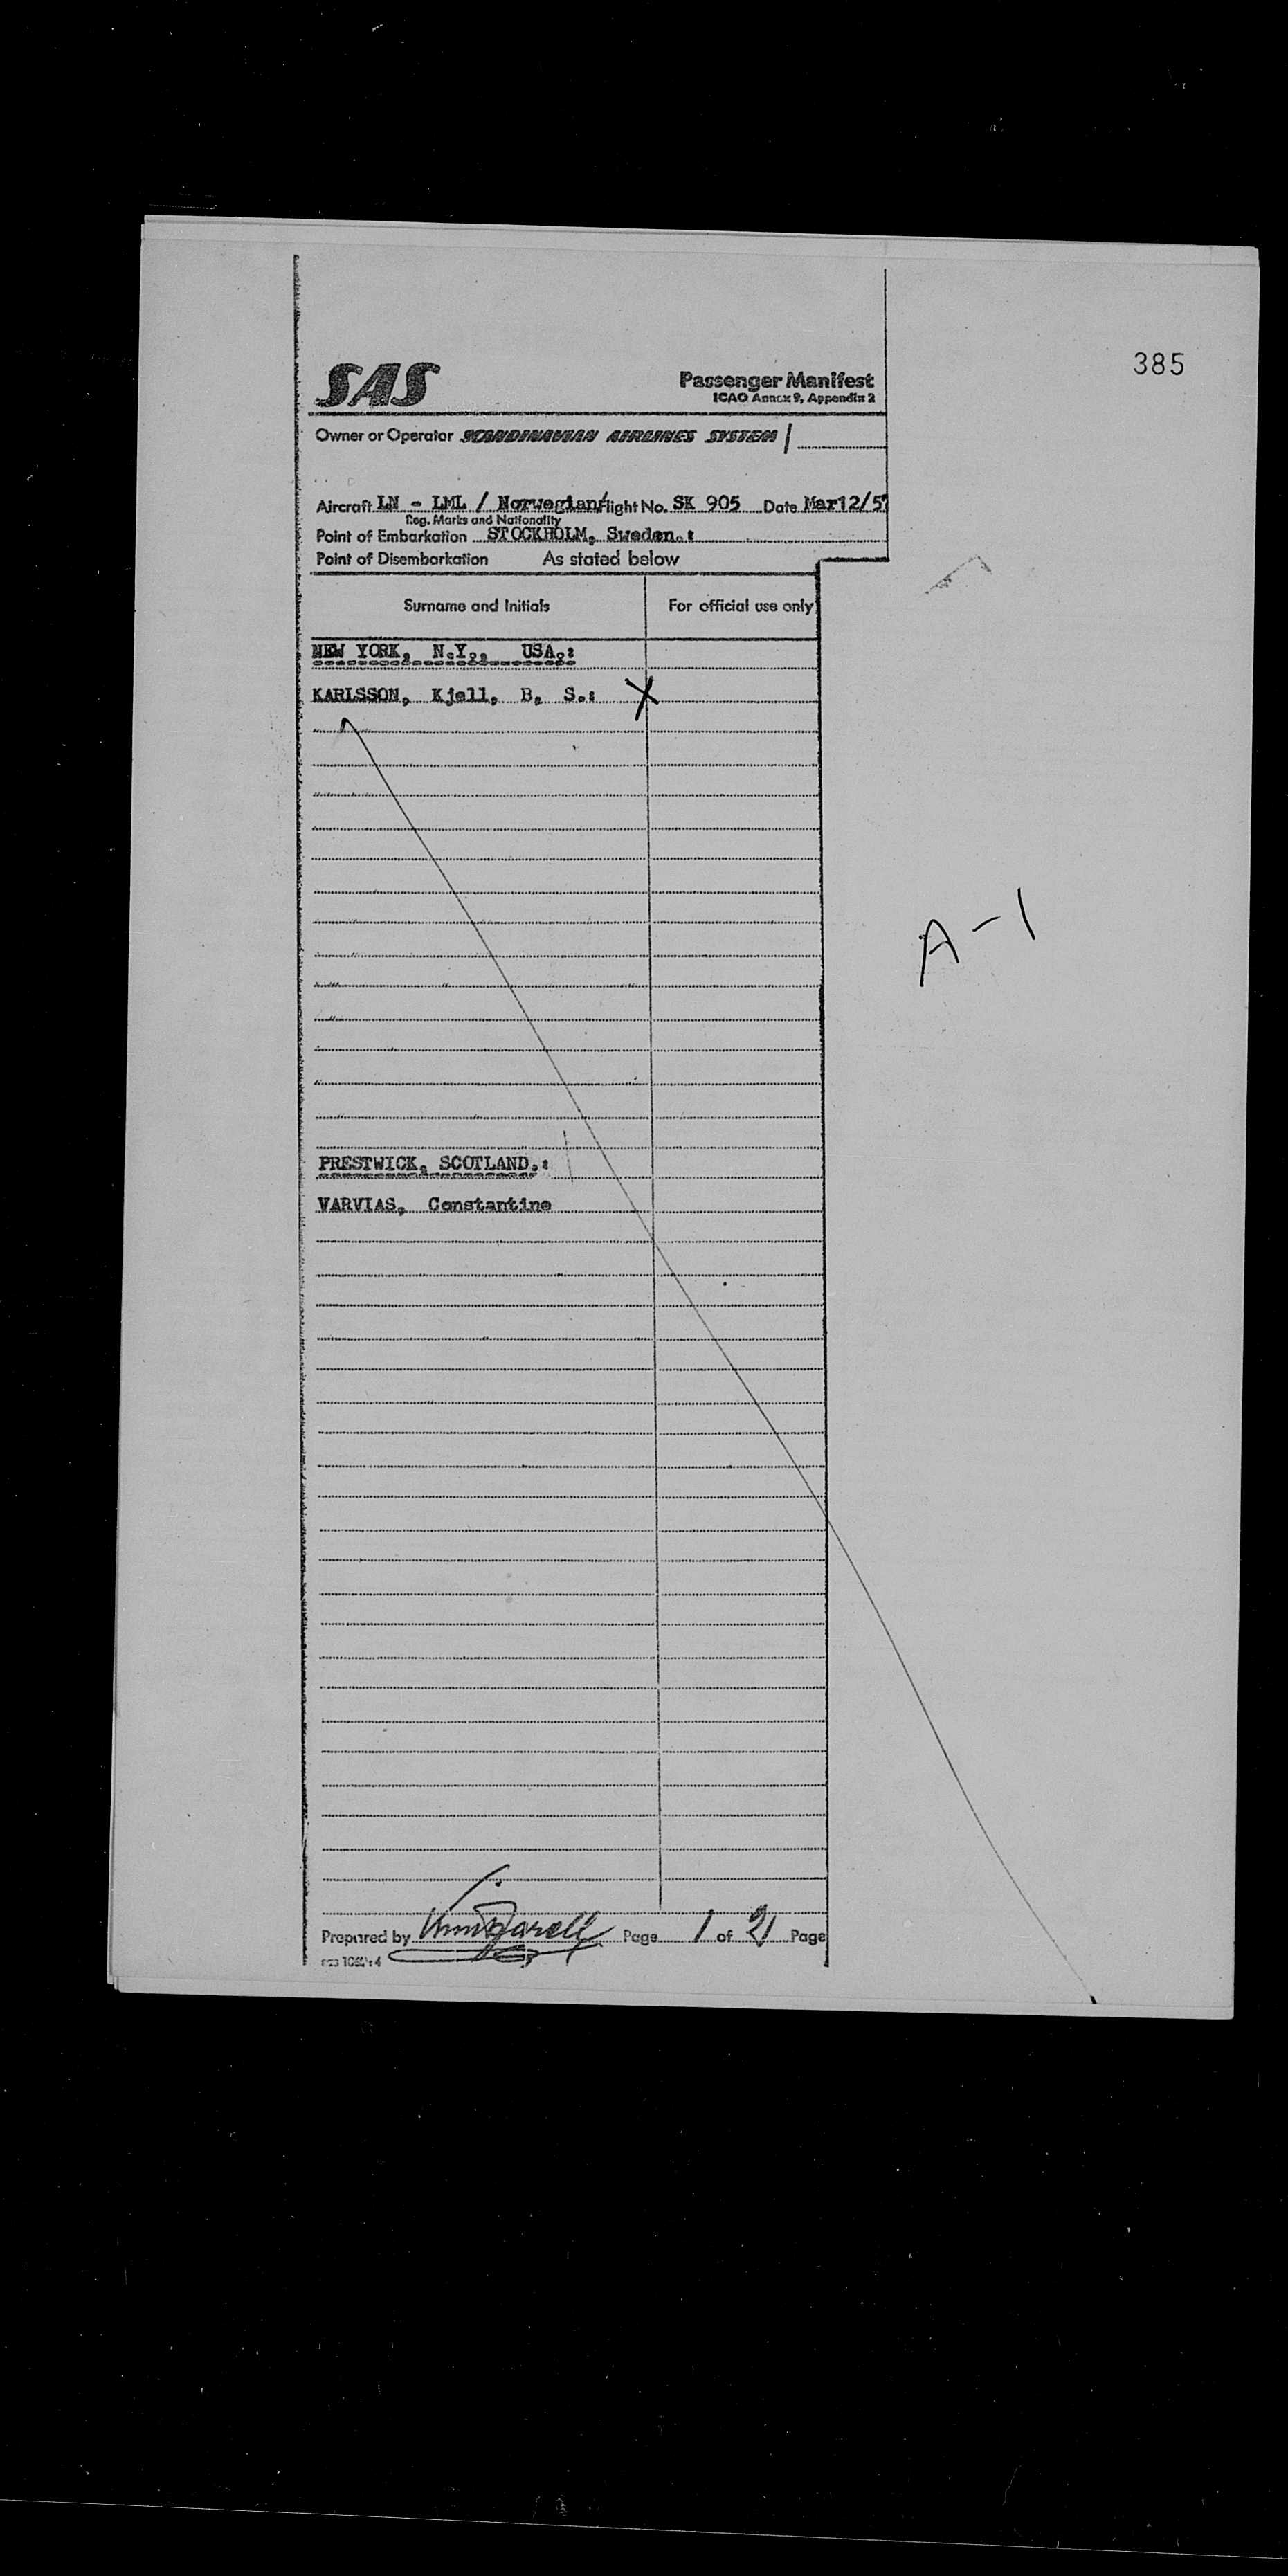 385
SAS
Passenger Manifest
ICAO Annex 9, Appendix 2
Owner or Operator SCANDINAVIAN AIRLINES SYSTEM
Aircraft LN - LML / Norwegian/Flight No. SK 905 Date Mar12/5
Reg. Marks and Nationality
Point of Embarkation STOCKHOLM, Sweden.:
Point of Disembarkation As stated below
Surname and Initials For official use only
NEW YORK, N.Y., USA.:
KARLSSON, Kjell, B, S.: X
A-1
PRESTWICK, SCOTLAND.:
VARVIAS, Constantine
Prepared by Page 1 of 2 Page